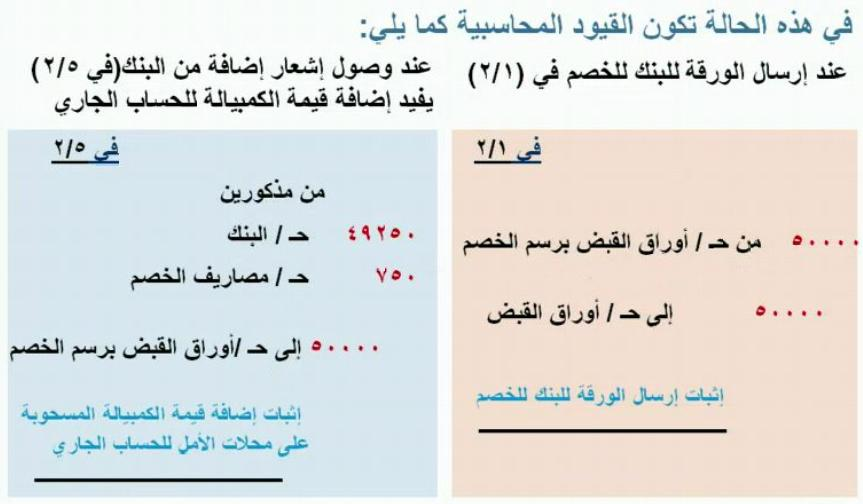 في هذه الحالة تكون القيود المحاسبية كما يلي:
عند إرسال الورقة للبنك للخصم في (٢/١)
في ٢/١
٥٠٠٠٠ من حـ / أوراق القبض برسم الخصم
٥٠٠٠٠ إلى حـ / أوراق القبض
إثبات إرسال الورقة للبنك للخصم
عند وصول إشعار إضافة من البنك(في ٢/٥)
يفيد إضافة قيمة الكمبيالة للحساب الجاري
في ٢/٥
من مذكورين
٤٩٢٥٠ حـ / البنك
٧٥٠ حـ / مصاريف الخصم
٥٠٠٠٠ إلى حـ /أوراق القبض برسم الخصم
إثبات إضافة قيمة الكمبيالة المسحوبة
على محلات الأمل للحساب الجاري